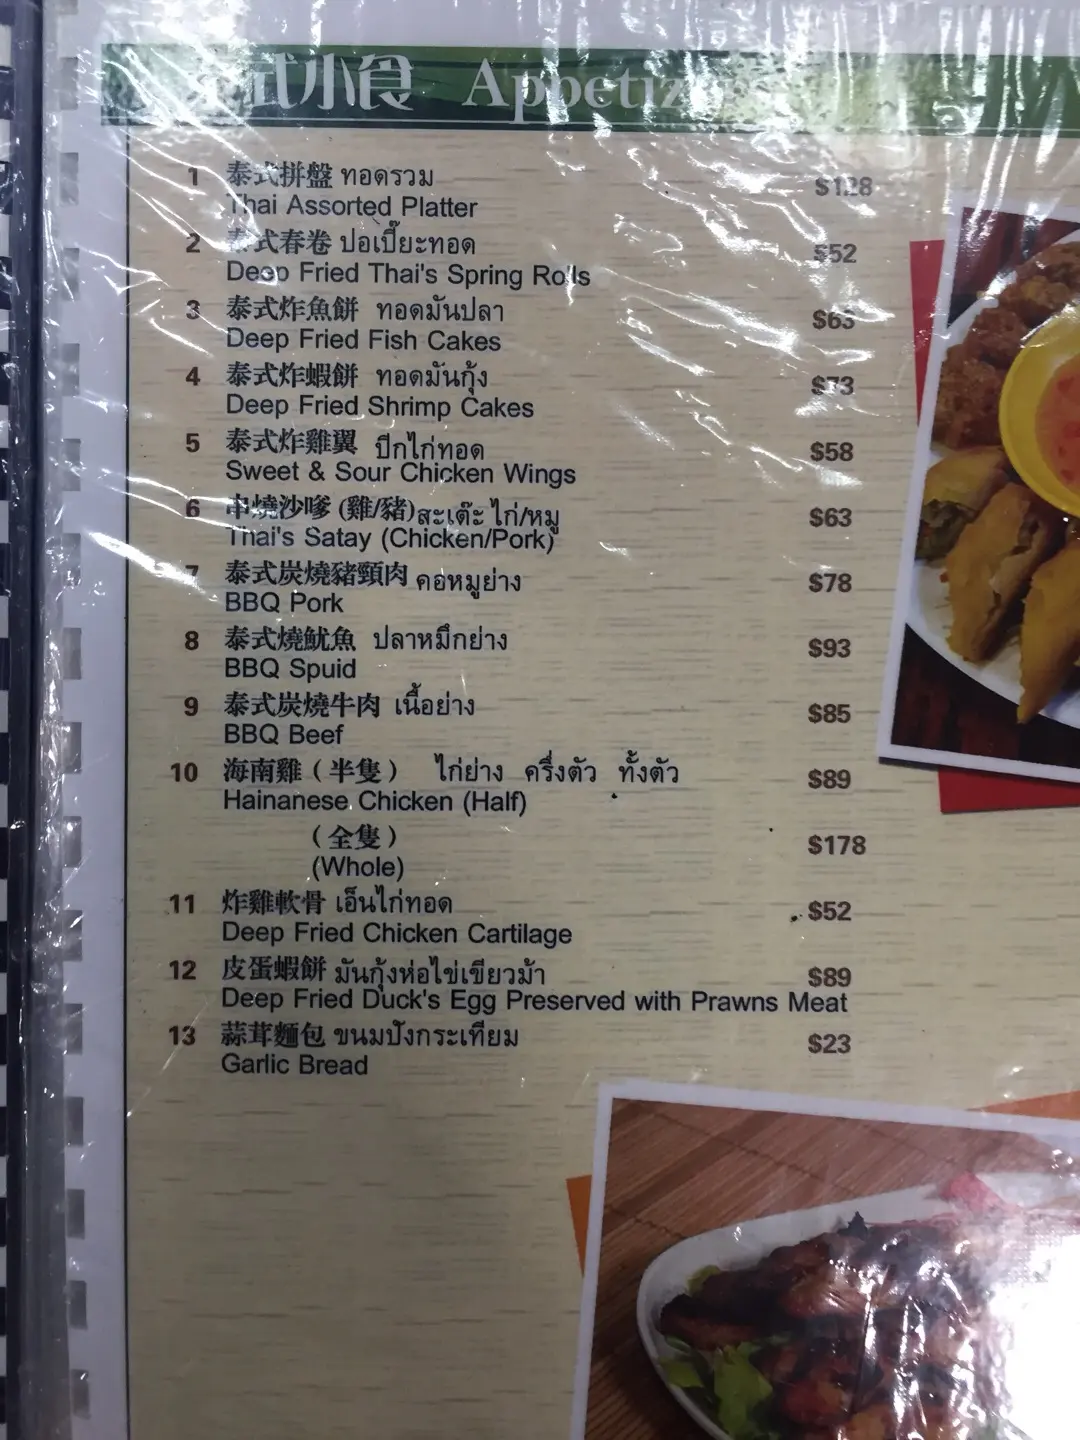 式小食 Appetiz
1 泰式拼盤 ทอดรวม $128
Thai Assorted Platter
2 泰式春卷 ปอเปี๊ยะทอด $52
Deep Fried Thai's Spring Rolls
3 泰式炸魚餅 ทอดมันปลา $63
Deep Fried Fish Cakes
4 泰式炸蝦餅 ทอดมันกุ้ง $73
Deep Fried Shrimp Cakes
5 泰式炸雞翼 ปีกไก่ทอด $58
Sweet & Sour Chicken Wings
6 串燒沙嗲 (雞/豬) สะเต๊ะ ไก่/หมู $63
Thai's Satay (Chicken/Pork)
7 泰式炭燒豬頸肉 คอหมูย่าง $78
BBQ Pork
8 泰式燒魷魚 ปลาหมึกย่าง $93
BBQ Spuid
9 泰式炭燒牛肉 เนื้อย่าง $85
BBQ Beef
10 海南雞（半隻） ไก่ย่าง ครึ่งตัว ทั้งตัว $89
Hainanese Chicken (Half)
（全隻） $178
(Whole)
11 炸雞軟骨 เอ็นไก่ทอด $52
Deep Fried Chicken Cartilage
12 皮蛋蝦餅 มันกุ้งห่อไข่เขียวม้า $89
Deep Fried Duck's Egg Preserved with Prawns Meat
13 蒜茸麵包 ขนมปังกระเทียม $23
Garlic Bread